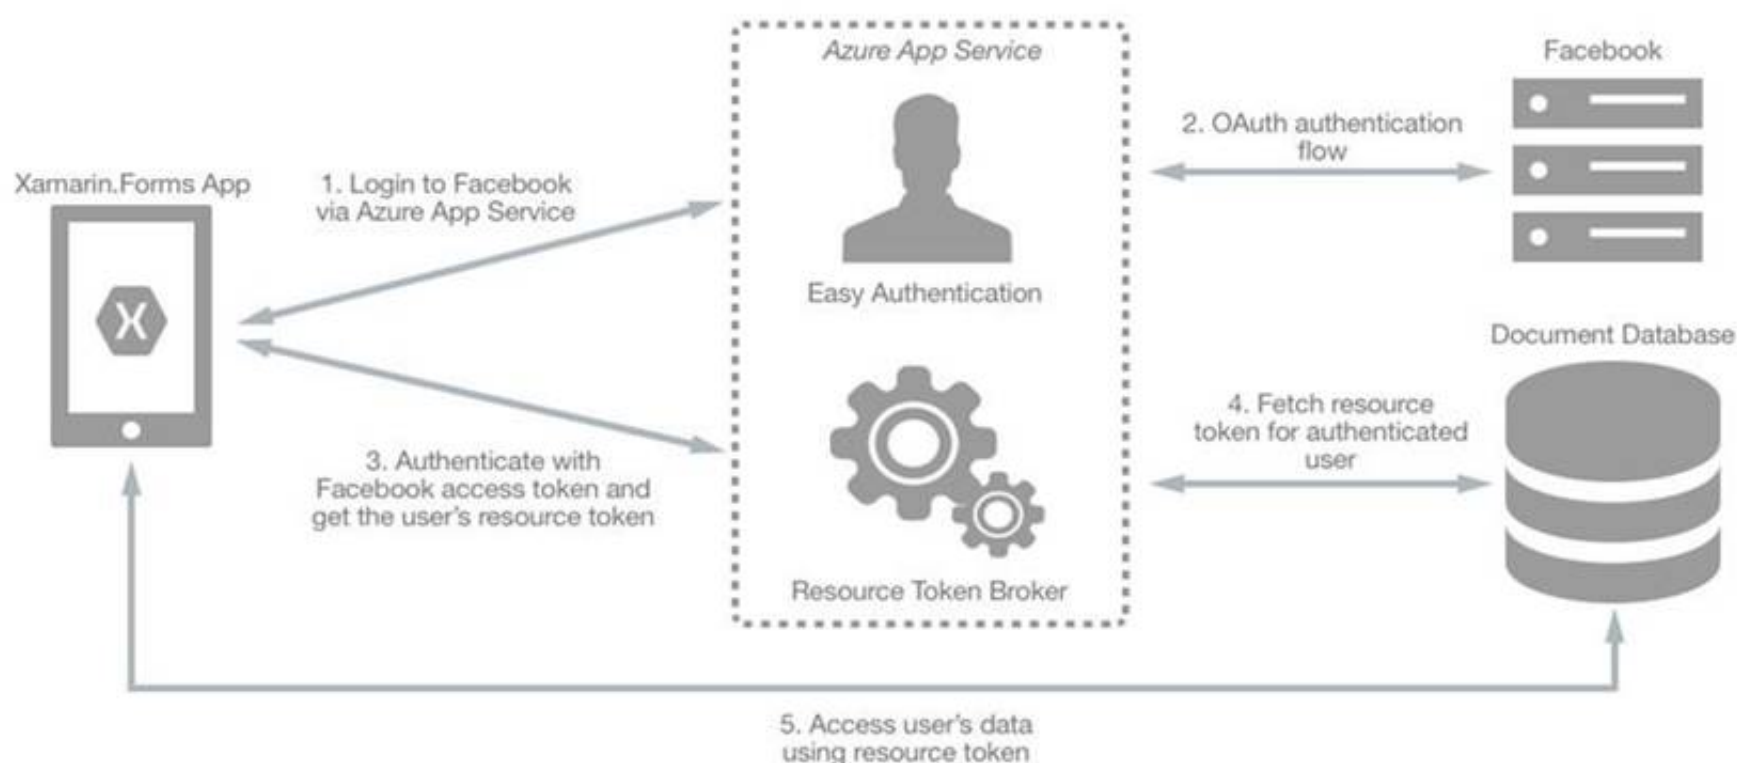 Azure App Service
Facebook
2. OAuth authentication
flow
Xamarin.Forms App
1. Login to Facebook
via Azure App Service
X
Easy Authentication
Document Database
4. Fetch resource
token for authenticated
user
3. Authenticate with
Facebook access token and
get the user's resource token
Resource Token Broker
5. Access user's data
using resource token